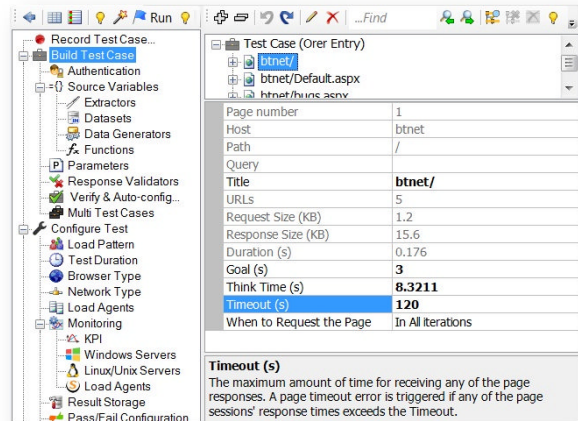 Run
...Find
Record Test Case...
Build Test Case
Authentication
Source Variables
Extractors
Datasets
Data Generators
fx Functions
P Parameters
Response Validators
Verify & Auto-config...
Multi Test Cases
Configure Test
Load Pattern
Test Duration
Browser Type
Network Type
Load Agents
Monitoring
KPI
Windows Servers
Linux/Unix Servers
Load Agents
Result Storage
Pass/Fail Configuration
Test Case (Orer Entry)
btnet/
btnet/Default.aspx
btnet/bugs.aspx
Page number 1
Host btnet
Path /
Query
Title btnet/
URLs 5
Request Size (KB) 1.2
Response Size (KB) 15.6
Duration (s) 0.176
Goal (s) 3
Think Time (s) 8.3211
Timeout (s) 120
When to Request the Page In All iterations
Timeout (s)
The maximum amount of time for receiving any of the page
responses. A page timeout error is triggered if any of the page
sessions' response times exceeds the Timeout.